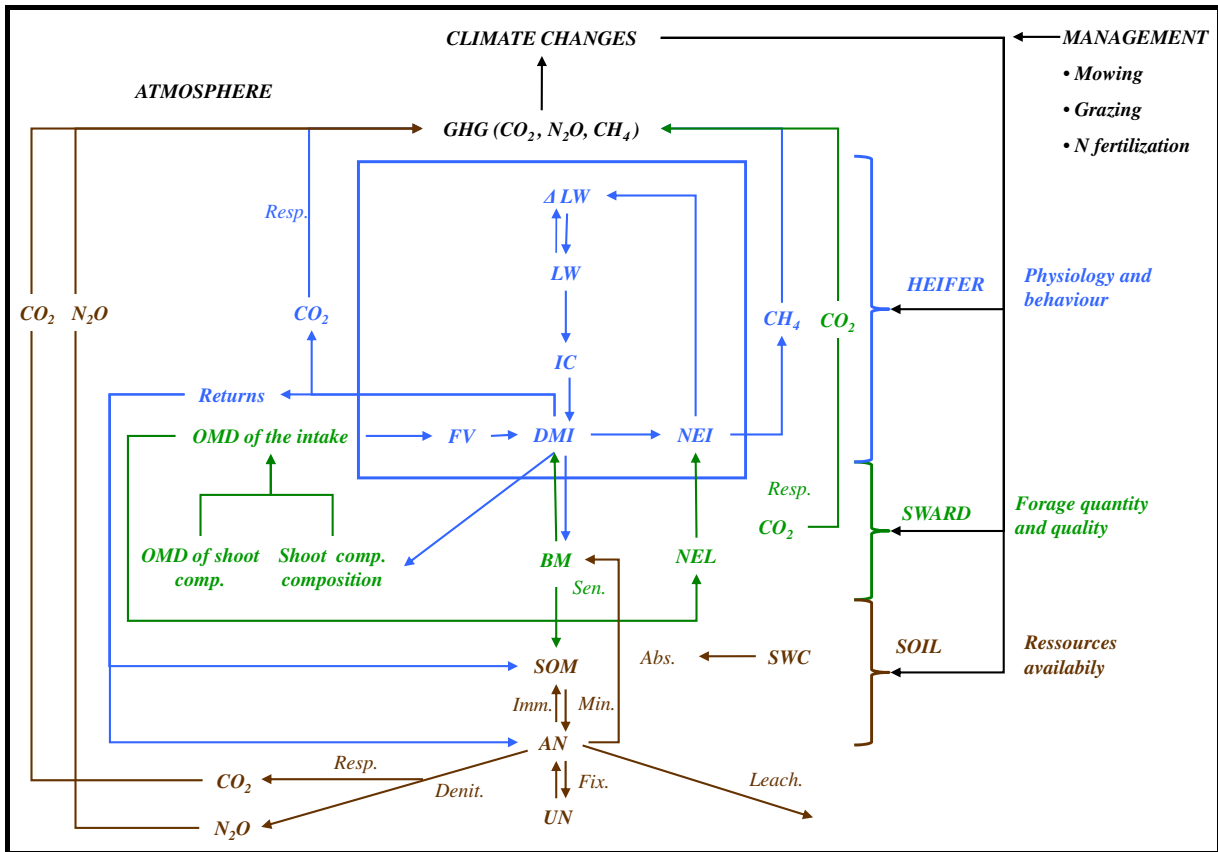 CLIMATE CHANGES
MANAGEMENT
• Mowing
• Grazing
• N fertilization
ATMOSPHERE
GHG (CO₂, N₂O, CH₄)
Δ LW
Resp.
LW
HEIFER
Physiology and
behaviour
CO₂
N₂O
CO₂
CH₄
CO₂
IC
Returns
OMD of the intake
FV
DMI
NEI
Resp.
CO₂
SWARD
Forage quantity
and quality
OMD of shoot
comp.
Shoot comp.
composition
BM
NEL
Sen.
SOM
Abs.
SWC
SOIL
Ressources
availabily
Imm.
Min.
AN
Resp.
CO₂
Denit.
Fix.
Leach.
UN
N₂O